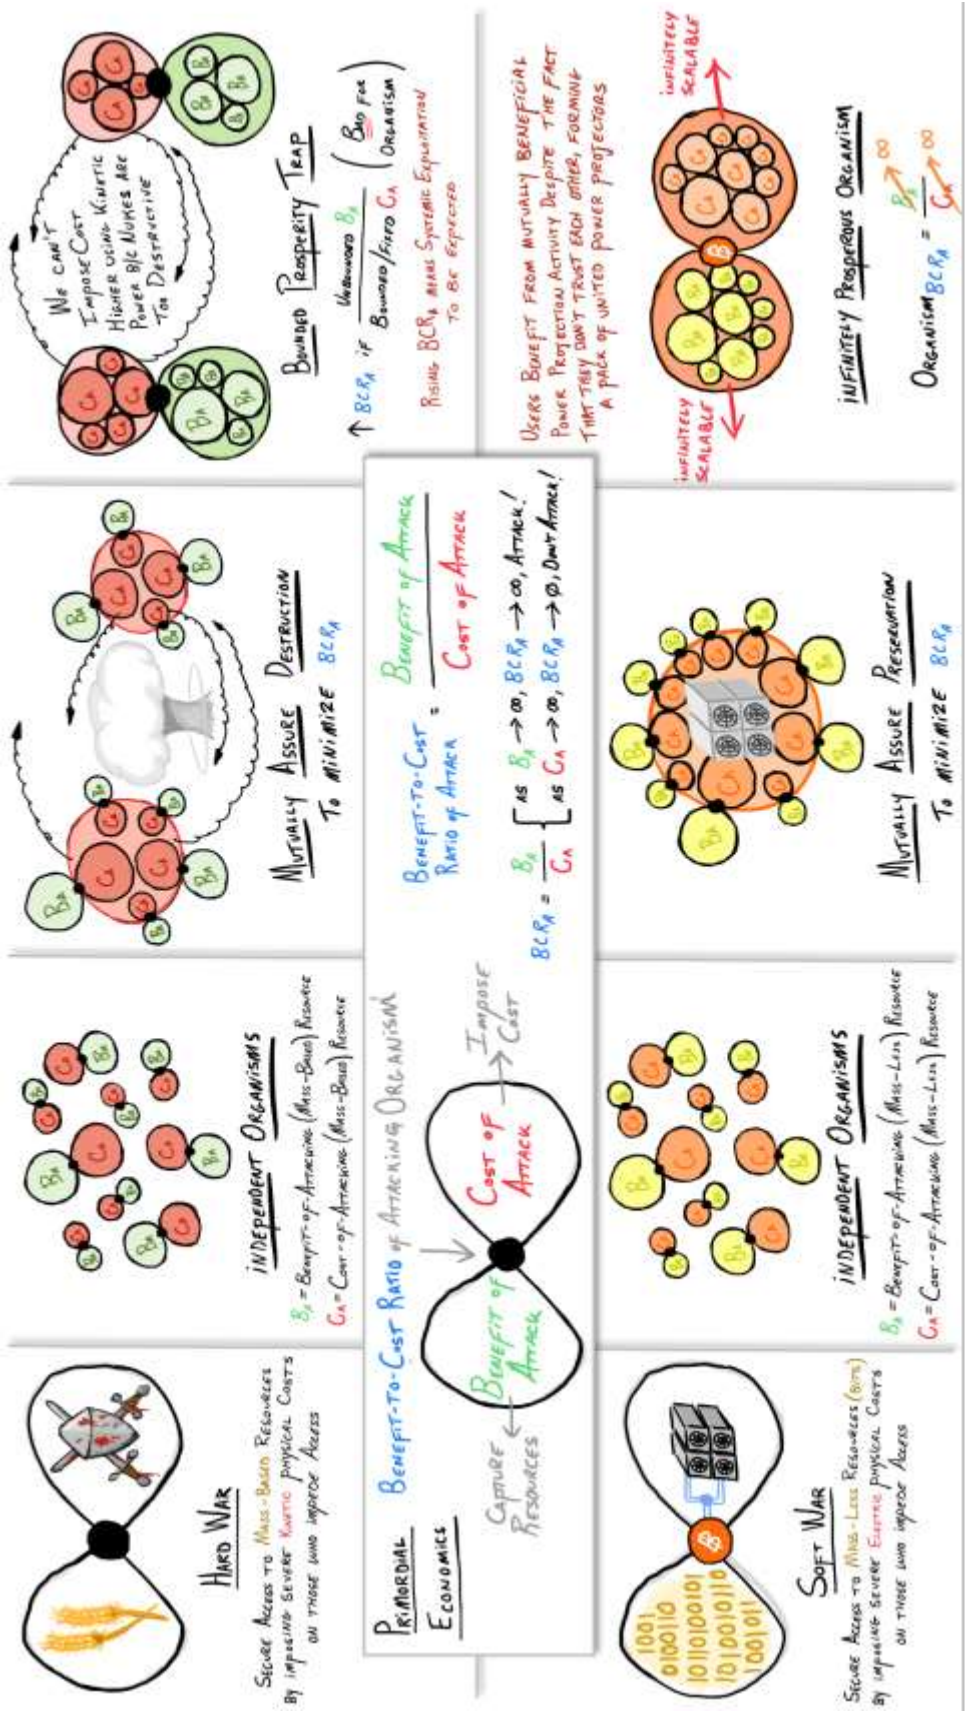 HARD WAR
SECURE ACCESS TO MASS-BASED RESOURCES
BY IMPOSING SEVERE KINETIC PHYSICAL COSTS
ON THOSE WHO IMPEDE ACCESS
INDEPENDENT ORGANISMS
B_A = BENEFIT-OF-ATTACKING (MASS-BASED) RESOURCE
C_A = COST-OF-ATTACKING (MASS-BASED) RESOURCE
MUTUALLY ASSURE DESTRUCTION
TO MINIMIZE BCR_A
WE CAN'T
IMPOSE COST
HIGHER USING KINETIC
POWER B/C NUKES ARE
TOO DESTRUCTIVE
BOUNDED PROSPERITY TRAP
↑ BCR_A IF UNBOUNDED B_A / BOUNDED/FIXED C_A (BAD FOR ORGANISM)
RISING BCR_A MEANS SYSTEMIC EXPLOITATION
TO BE EXPECTED
PRIMORDIAL
ECONOMICS
BENEFIT-TO-COST RATIO OF ATTACKING ORGANISM
CAPTURE
RESOURCES
BENEFIT OF
ATTACK
COST OF
ATTACK
IMPOSE
COST
BENEFIT-TO-COST
RATIO OF ATTACK
=
BENEFIT OF ATTACK
COST OF ATTACK
BCR_A = B_A / C_A
AS B_A → ∞, BCR_A → ∞, ATTACK!
AS C_A → ∞, BCR_A → Ø, DON'T ATTACK!
1001
0100110
10110100101
1010010110
1001011
B
SOFT WAR
SECURE ACCESS TO MASS-LESS RESOURCES (BITS)
BY IMPOSING SEVERE ELECTRIC PHYSICAL COSTS
ON THOSE WHO IMPEDE ACCESS
INDEPENDENT ORGANISMS
B_A = BENEFIT-OF-ATTACKING (MASS-LESS) RESOURCE
C_A = COST-OF-ATTACKING (MASS-LESS) RESOURCE
MUTUALLY ASSURE PRESERVATION
TO MINIMIZE BCR_A
USERS BENEFIT FROM MUTUALLY BENEFICIAL
POWER PROJECTION ACTIVITY DESPITE THE FACT
THAT THEY DON'T TRUST EACH OTHER, FORMING
A PACK OF UNITED POWER PROJECTORS
INFINITELY
SCALABLE
B
INFINITELY
SCALABLE
INFINITELY PROSPEROUS ORGANISM
ORGANISM BCR_A = B_A → ∞ / C_A → ∞